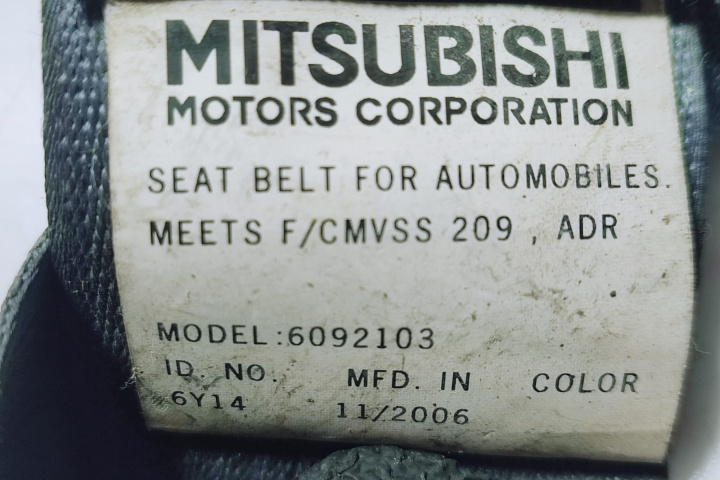 MITSUBISHI
MOTORS CORPORATION
SEAT BELT FOR AUTOMOBILES.
MEETS F/CMVSS 209 , ADR
MODEL:6092103
ID. NO. MFD. IN COLOR
6Y14 11/2006